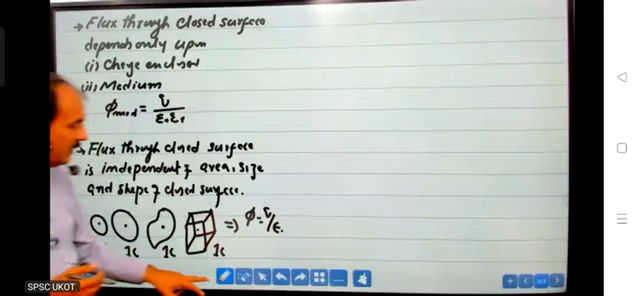 → Flux through closed surface
depends only upon
(i) Charge enclosed
(ii) Medium
φmed = q/ε₀εr
→ Flux through closed surface
is independent of area, size
and shape of closed surface.
1c 1c 1c ⇒ φ = q/ε₀
SPSC UKOT